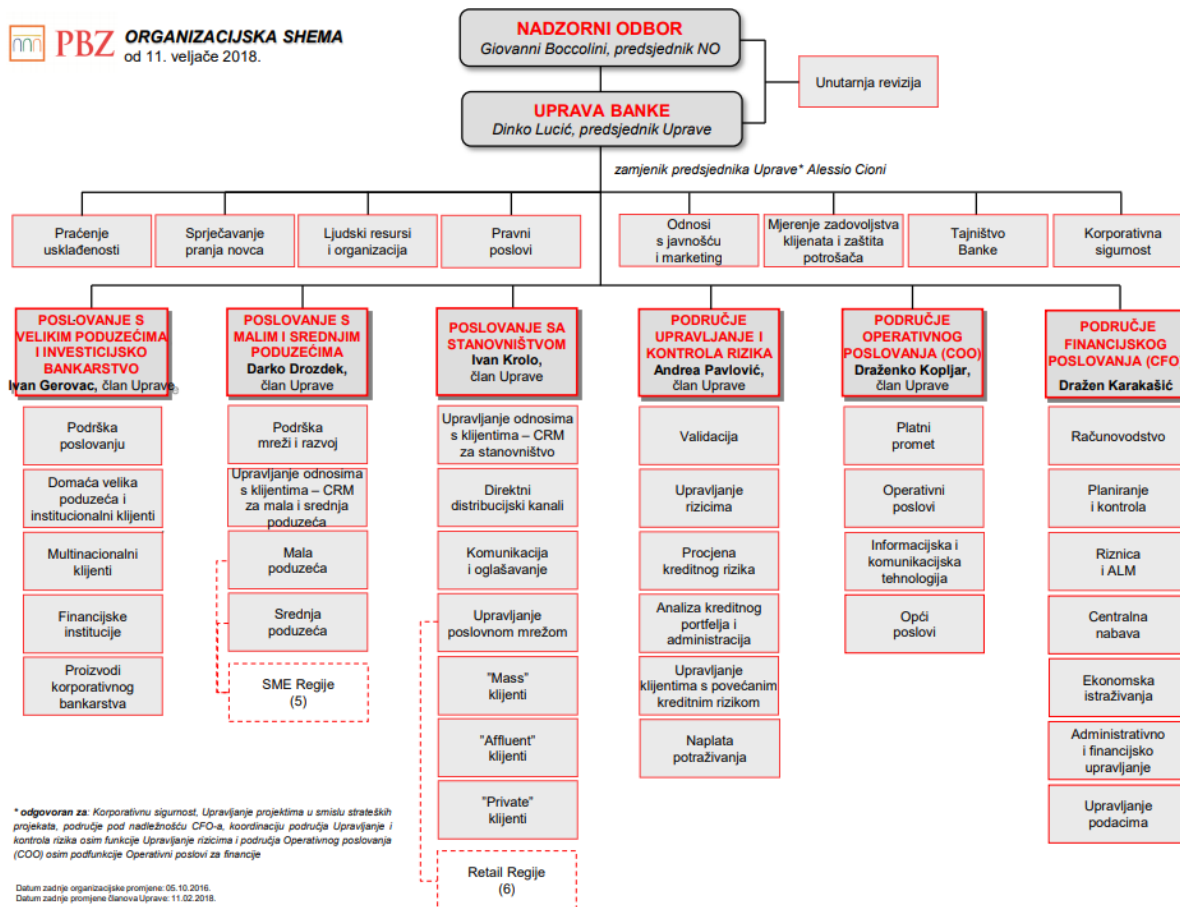 PBZ
ORGANIZACIJSKA SHEMA
od 11. veljače 2018.
NADZORNI ODBOR
Giovanni Boccolini, predsjednik NO
Unutarnja revizija
UPRAVA BANKE
Dinko Lucić, predsjednik Uprave
zamjenik predsjednika Uprave* Alessio Cioni
Praćenje
usklađenosti
Sprječavanje
pranja novca
Ljudski resursi
i organizacija
Pravni
poslovi
Odnosi
s javnošću
i marketing
Mjerenje zadovoljstva
klijenata i zaštita
potrošača
Tajništvo
Banke
Korporativna
sigurnost
POSLOVANJE S
VELIKIM PODUZEĆIMA
I INVESTICIJSKO
BANKARSTVO
Ivan Gerovac, član Uprave
Podrška
poslovanju
Domaća velika
poduzeća i
institucionalni klijenti
Multinacionalni
klijenti
Financijske
institucije
Proizvodi
korporativnog
bankarstva
POSLOVANJE S
MALIM I SREDNJIM
PODUZEĆIMA
Darko Drozdek,
član Uprave
Podrška
mreži i razvoj
Upravljanje odnosima
s klijentima – CRM
za mala i srednja
poduzeća
Mala
poduzeća
Srednja
poduzeća
SME Regije
(5)
POSLOVANJE SA
STANOVNIŠTVOM
Ivan Krolo,
član Uprave
Upravljanje odnosima
s klijentima – CRM
za stanovništvo
Direktni
distribucijski kanali
Komunikacija
i oglašavanje
Upravljanje
poslovnom mrežom
"Mass"
klijenti
"Affluent"
klijenti
"Private"
klijenti
Retail Regije
(6)
PODRUČJE
UPRAVLJANJE I
KONTROLA RIZIKA
Andrea Pavlović,
član Uprave
Validacija
Upravljanje
rizicima
Procjena
kreditnog rizika
Analiza kreditnog
portfelja i
administracija
Upravljanje
klijentima s povećanim
kreditnim rizikom
Naplata
potraživanja
PODRUČJE
OPERATIVNOG
POSLOVANJA (COO)
Draženko Kopljar,
član Uprave
Platni
promet
Operativni
poslovi
Informacijska i
komunikacijska
tehnologija
Opći
poslovi
PODRUČJE
FINANCIJSKOG
POSLOVANJA (CFO)
Dražen Karakašić
Računovodstvo
Planiranje
i kontrola
Riznica
i ALM
Centralna
nabava
Ekonomska
istraživanja
Administrativno
i financijsko
upravljanje
Upravljanje
podacima
* odgovoran za: Korporativnu sigurnost, Upravljanje projektima u smislu strateških
projekata, područje pod nadležnošću CFO-a, koordinaciju područja Upravljanje i
kontrola rizika osim funkcije Upravljanje rizicima i područja Operativnog poslovanja
(COO) osim podfunkcije Operativni poslovi za financije
Datum zadnje organizacijske promjene: 05.10.2016.
Datum zadnje promjene članova Uprave: 11.02.2018.